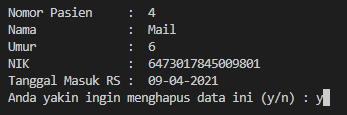 Nomor Pasien : 4
Nama : Mail
Umur : 6
NIK : 6473017845009801
Tanggal Masuk RS : 09-04-2021
Anda yakin ingin menghapus data ini (y/n) : y